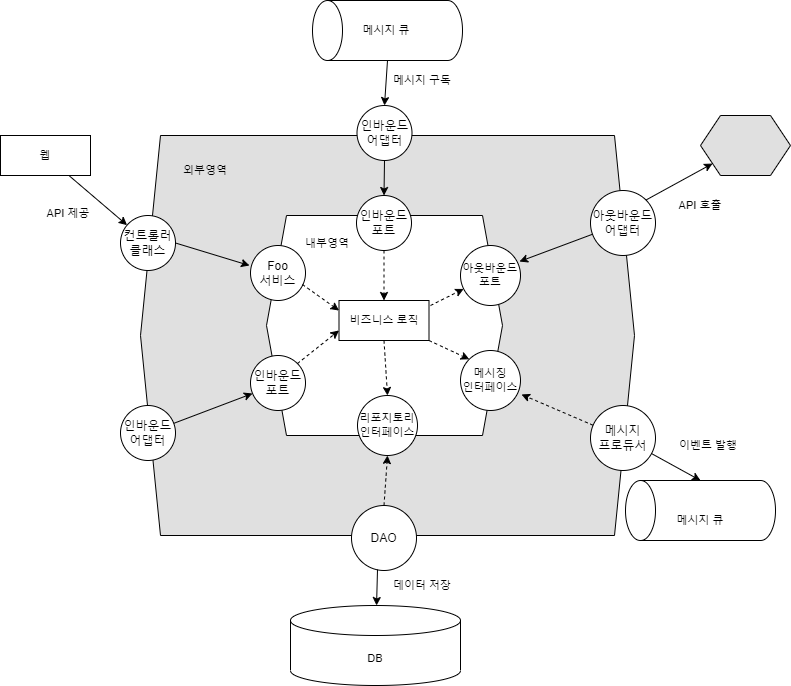 메시지 큐
메시지 구독
인바운드
어댑터
웹
외부영역
API 제공
API 호출
컨트롤러
클래스
인바운드
포트
아웃바운드
어댑터
내부영역
Foo
서비스
아웃바운드
포트
비즈니스 로직
인바운드
포트
메시징
인터페이스
인바운드
어댑터
리포지토리
인터페이스
메시지
프로듀서
이벤트 발행
메시지 큐
DAO
데이터 저장
DB